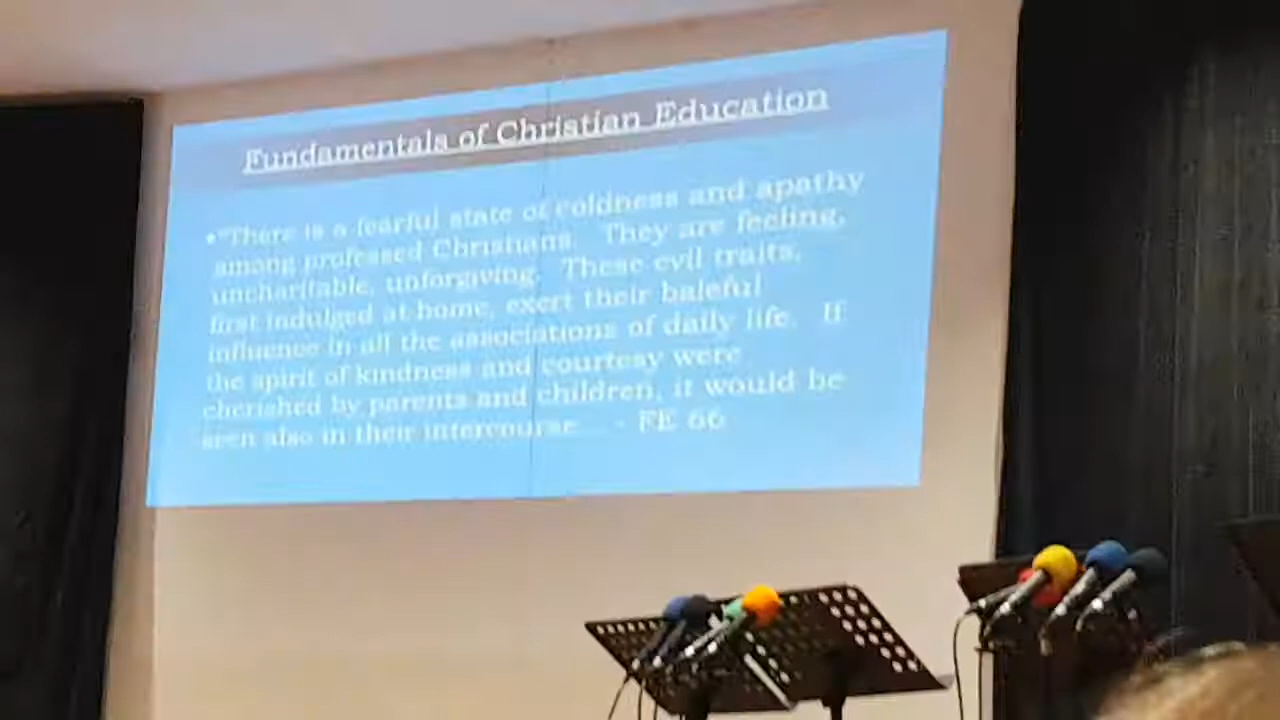 Fundamentals of Christian Education
•"There is a fearful state of coldness and apathy
among professed Christians. They are feeling,
uncharitable, unforgiving. These evil traits,
first indulged at home, exert their baleful
influence in all the associations of daily life. If
the spirit of kindness and courtesy were
cherished by parents and children, it would be
seen also in their intercourse - FE 66